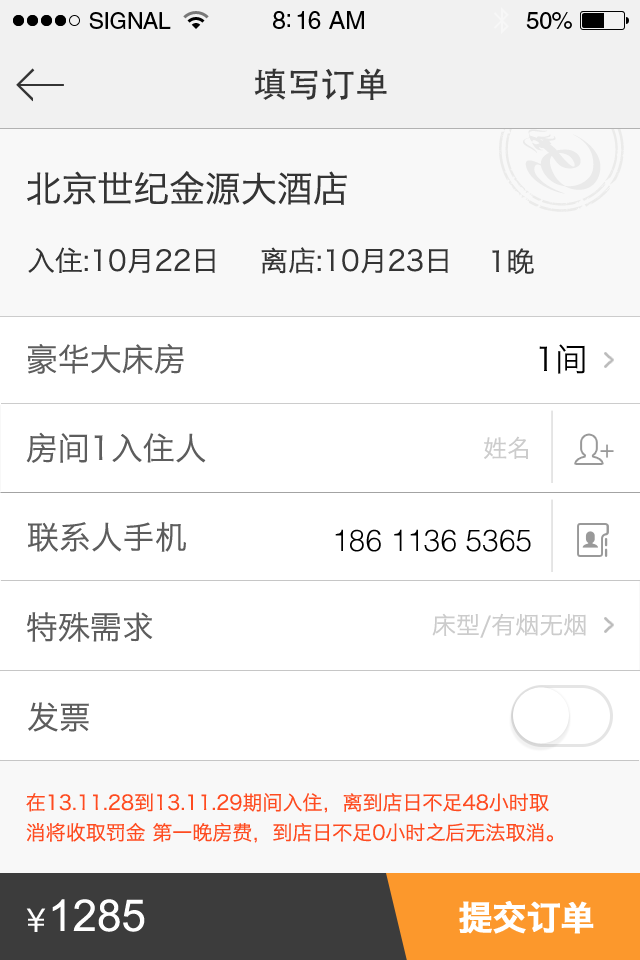 SIGNAL 8:16 AM 50%
填写订单
北京世纪金源大酒店
入住:10月22日 离店:10月23日 1晚
豪华大床房 1间
房间1入住人 姓名
联系人手机 186 1136 5365
特殊需求 床型/有烟无烟
发票
在13.11.28到13.11.29期间入住，离到店日不足48小时取
消将收取罚金 第一晚房费，到店日不足0小时之后无法取消。
¥1285 提交订单